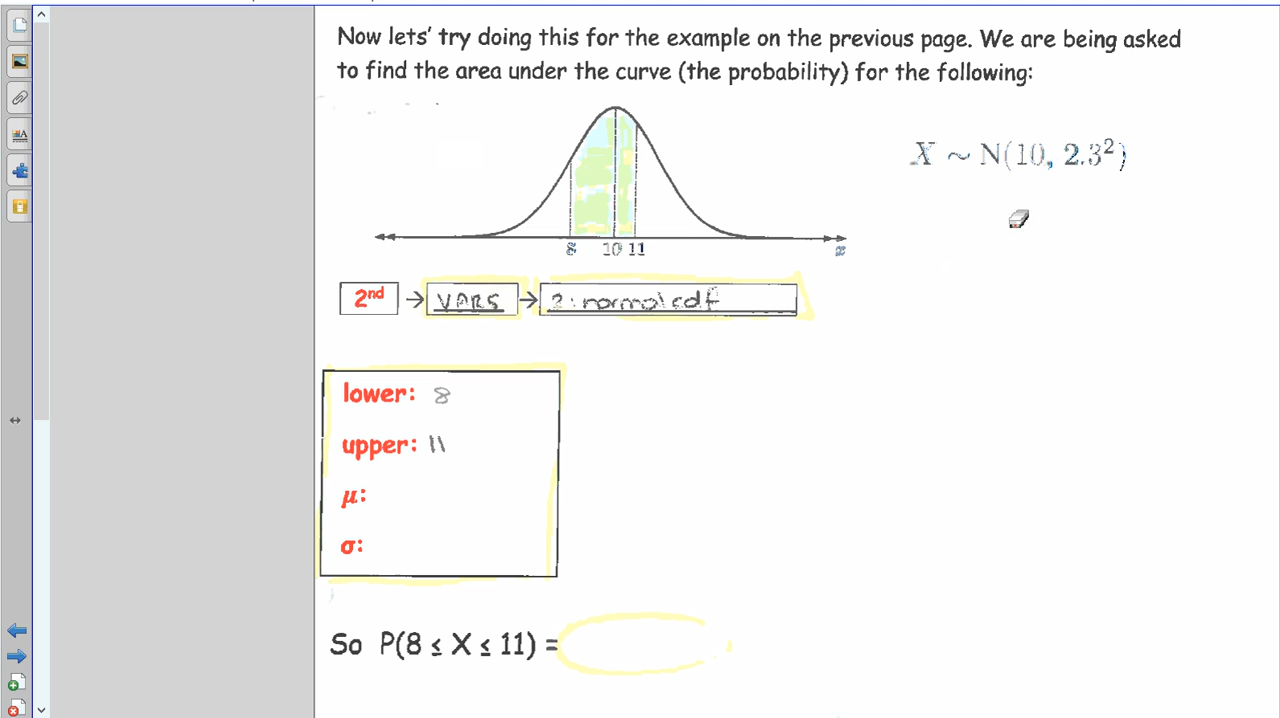 Now lets' try doing this for the example on the previous page. We are being asked
to find the area under the curve (the probability) for the following:
X ~ N(10, 2.3²)
8 10 11 x
2nd → VARS → 2: normalcdf
lower: 8
upper: 11
μ:
σ:
So P(8 ≤ X ≤ 11) =